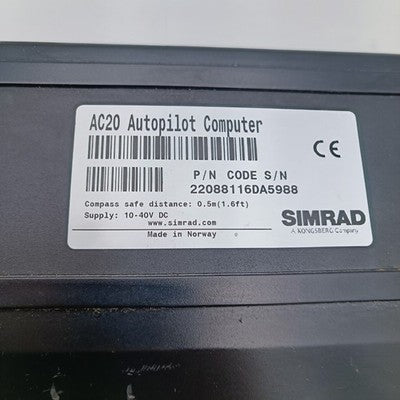 AC20 Autopilot Computer
P/N CODE S/N
22088116DA5988
Compass safe distance: 0.5m(1.6ft)
Supply: 10-40V DC
www.simrad.com
Made in Norway
CE
SIMRAD
A KONGSBERG Company